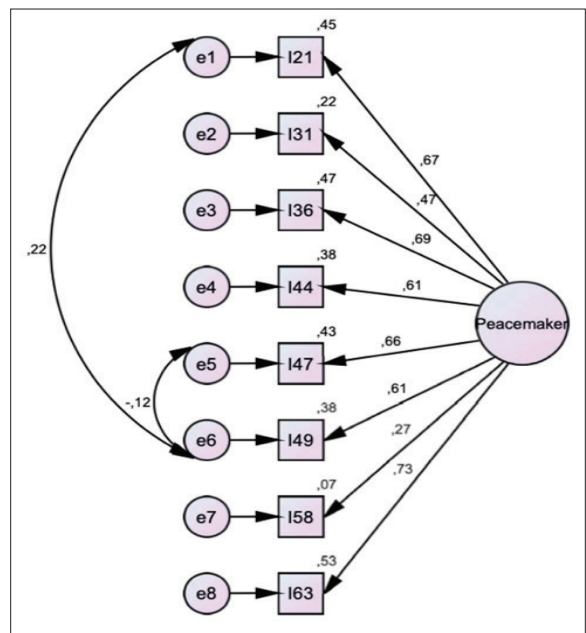 ,45
e1 I21
,22
e2 I31
,67
,47
,47
e3 I36
,69
,22
,38
e4 I44
,61
Peacemaker
,43
,66
e5 I47
-,12
,38
,61
e6 I49
,27
,07
,73
e7 I58
,53
e8 I63